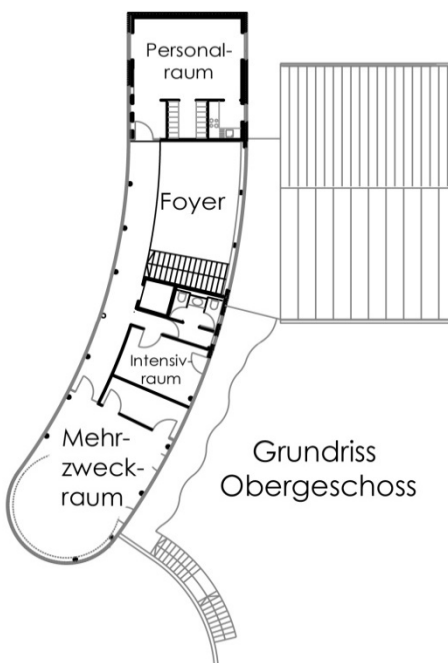 Personal-
raum
Foyer
Intensiv-
raum
Mehr-
zweck-
raum
Grundriss
Obergeschoss